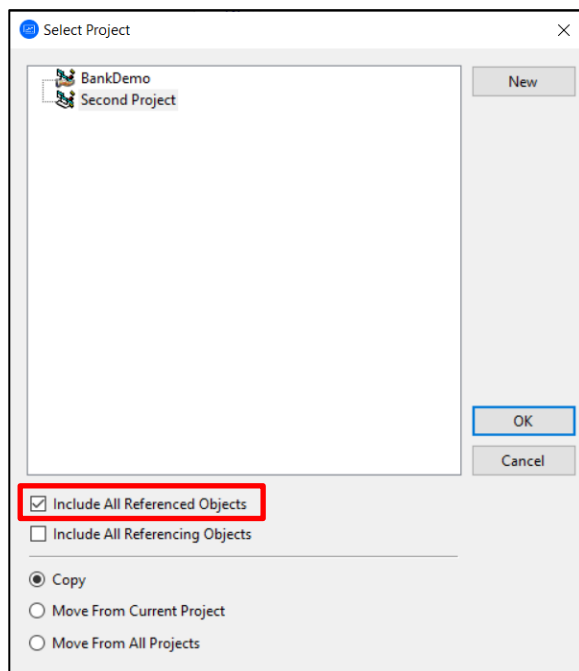 Select Project
BankDemo
Second Project
New
OK
Cancel
Include All Referenced Objects
Include All Referencing Objects
Copy
Move From Current Project
Move From All Projects